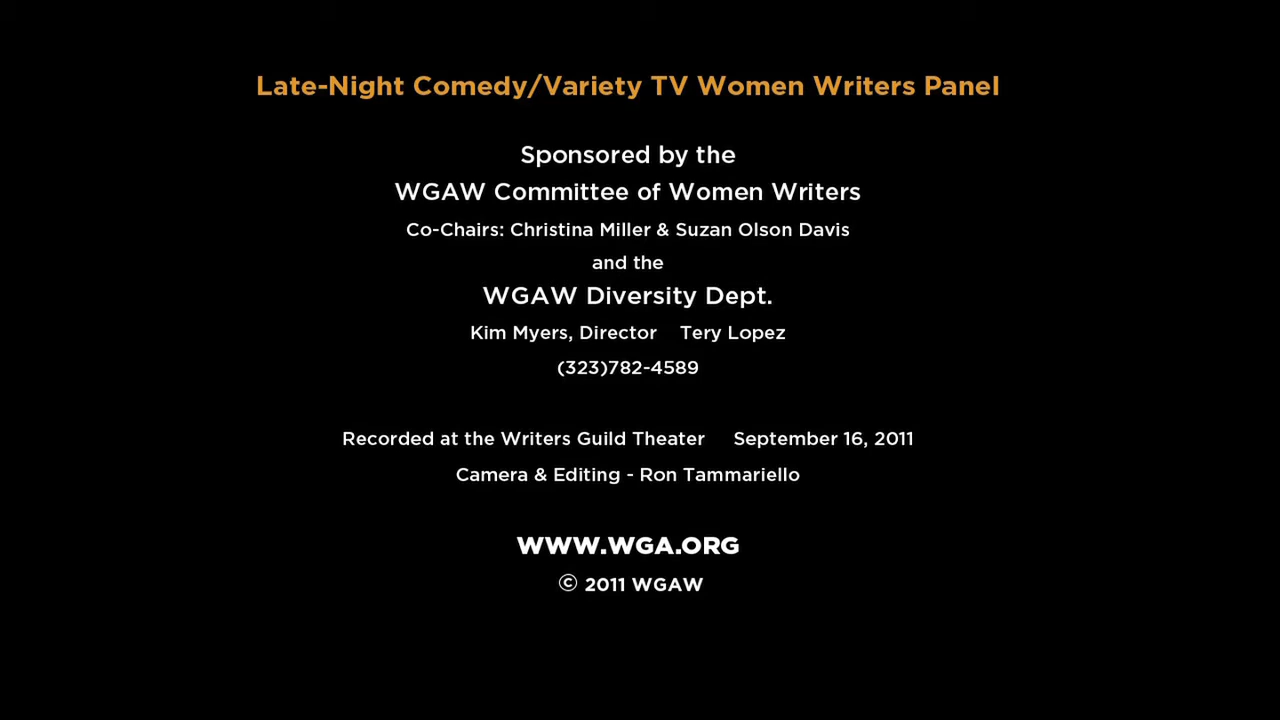 Late-Night Comedy/Variety TV Women Writers Panel
Sponsored by the
WGAW Committee of Women Writers
Co-Chairs: Christina Miller & Suzan Olson Davis
and the
WGAW Diversity Dept.
Kim Myers, Director    Tery Lopez
(323)782-4589
Recorded at the Writers Guild Theater    September 16, 2011
Camera & Editing - Ron Tammariello
WWW.WGA.ORG
© 2011 WGAW